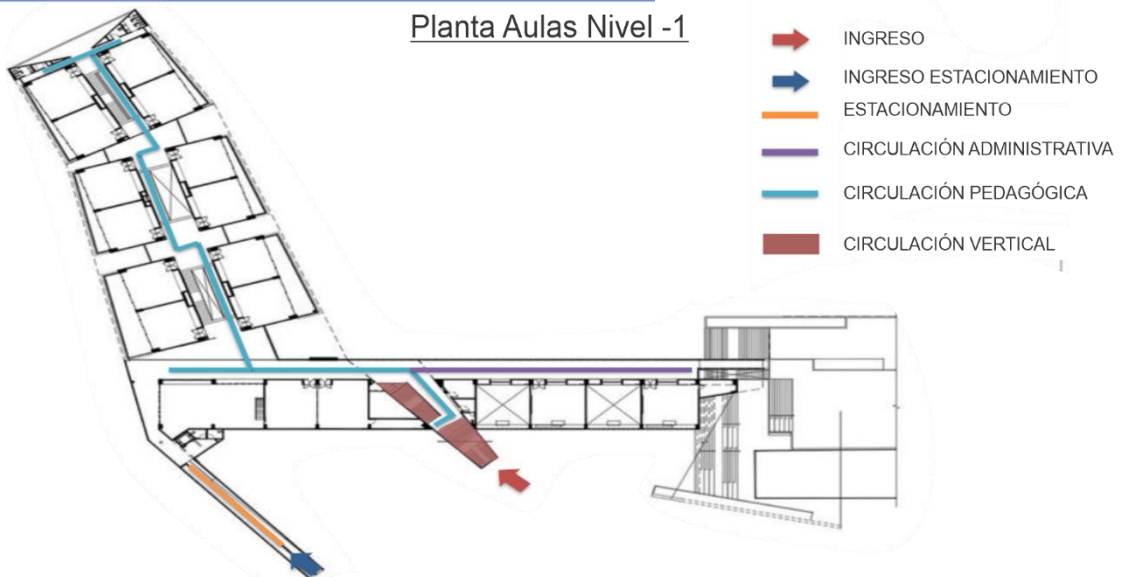 Planta Aulas Nivel -1
INGRESO
INGRESO ESTACIONAMIENTO
ESTACIONAMIENTO
CIRCULACIÓN ADMINISTRATIVA
CIRCULACIÓN PEDAGÓGICA
CIRCULACIÓN VERTICAL